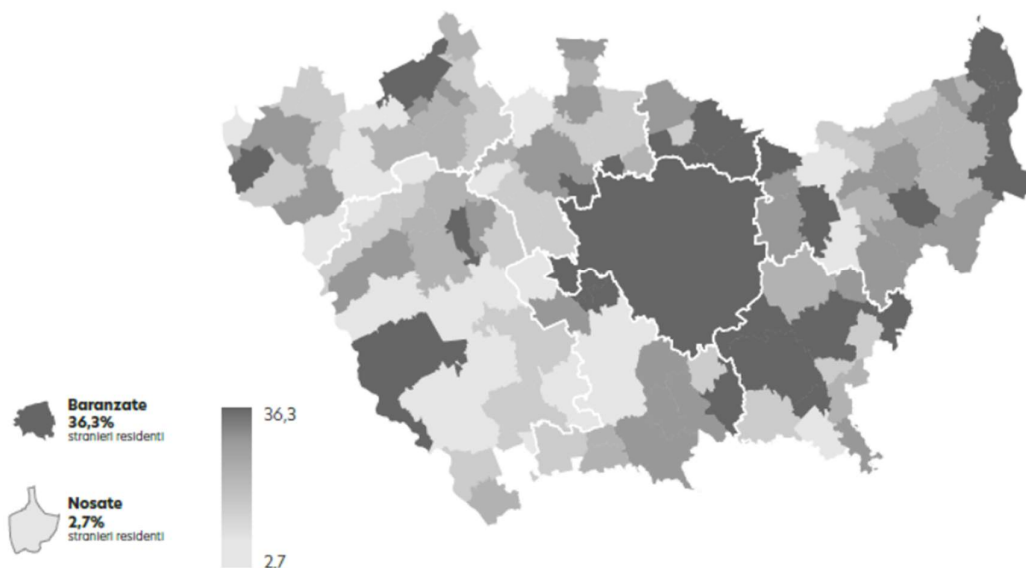 Baranzate
36,3%
stranieri residenti
Nosate
2,7%
stranieri residenti
36,3
2,7